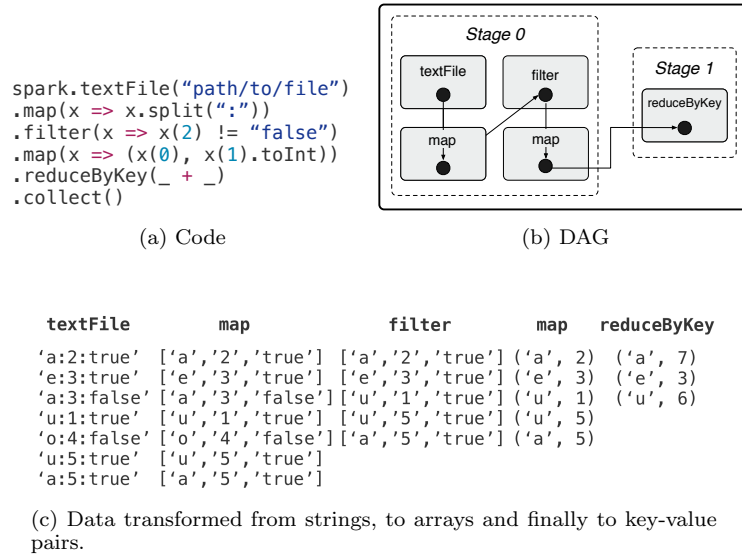 spark.textFile("path/to/file")
.map(x => x.split(":"))
.filter(x => x(2) != "false")
.map(x => (x(0), x(1).toInt))
.reduceByKey(_ + _)
.collect()
(a) Code
Stage 0
textFile
filter
map
map
Stage 1
reduceByKey
(b) DAG
textFile map filter map reduceByKey
‘a:2:true’ [‘a’,’2’,’true’] [‘a’,’2’,’true’] (‘a’, 2) (‘a’, 7)
‘e:3:true’ [‘e’,’3’,’true’] [‘e’,’3’,’true’] (‘e’, 3) (‘e’, 3)
‘a:3:false’ [‘a’,’3’,’false’] [‘u’,’1’,’true’] (‘u’, 1) (‘u’, 6)
‘u:1:true’ [‘u’,’1’,’true’] [‘u’,’5’,’true’] (‘u’, 5)
‘o:4:false’ [‘o’,’4’,’false’] [‘a’,’5’,’true’] (‘a’, 5)
‘u:5:true’ [‘u’,’5’,’true’]
‘a:5:true’ [‘a’,’5’,’true’]
(c) Data transformed from strings, to arrays and finally to key-value
pairs.